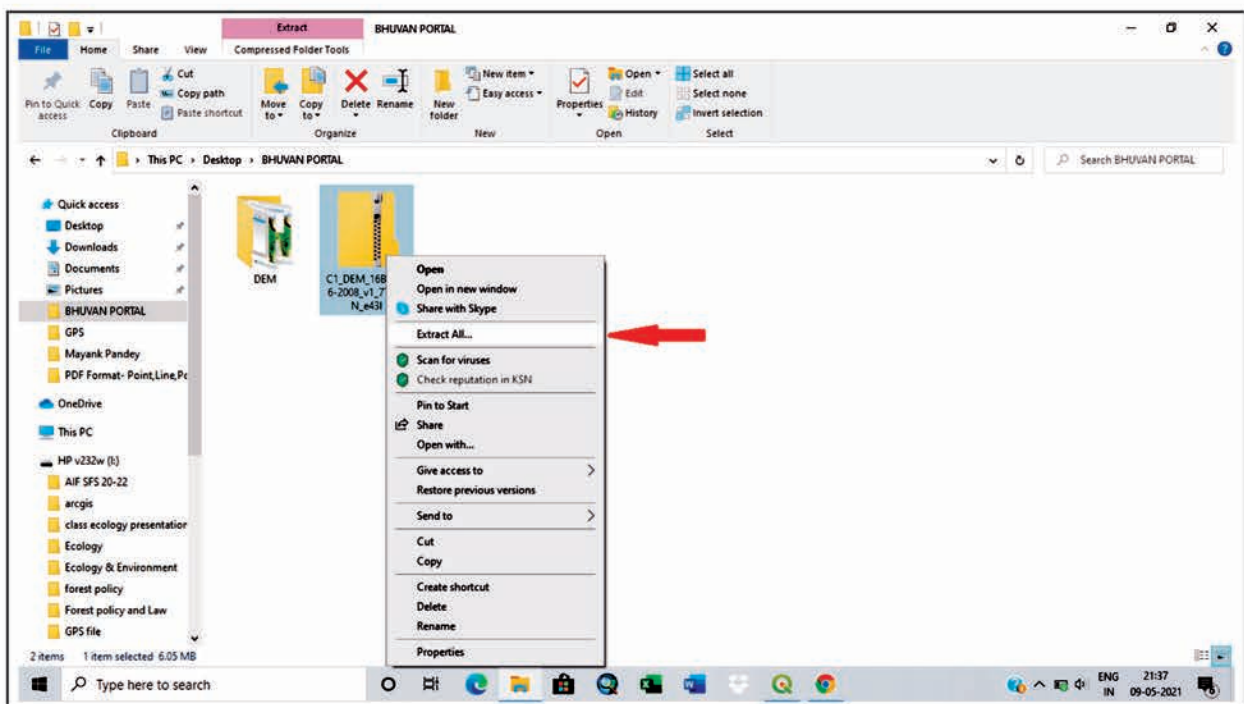 Extract
BHUVAN PORTAL
File
Home
Share
View
Compressed Folder Tools
Pin to Quick access
Copy
Paste
Cut
Copy path
Paste shortcut
Clipboard
Move to
Copy to
Delete
Rename
Organize
New folder
New item
Easy access
New
Properties
Open
Edit
History
Open
Select all
Select none
Invert selection
Select
This PC › Desktop › BHUVAN PORTAL
Search BHUVAN PORTAL
Quick access
Desktop
Downloads
Documents
Pictures
BHUVAN PORTAL
GPS
Mayank Pandey
PDF Format- Point,Line,Po
OneDrive
This PC
HP v232w (I:)
AIF SFS 20-22
arcgis
class ecology presentation
Ecology
Ecology & Environment
forest policy
Forest policy and Law
GPS file
DEM
C1_DEM_16B
6-2008_v1_7
N_e43I
Open
Open in new window
Share with Skype
Extract All...
Scan for viruses
Check reputation in KSN
Pin to Start
Share
Open with...
Give access to
Restore previous versions
Send to
Cut
Copy
Create shortcut
Delete
Rename
Properties
2 items 1 item selected 6.05 MB
Type here to search
ENG
IN
21:37
09-05-2021